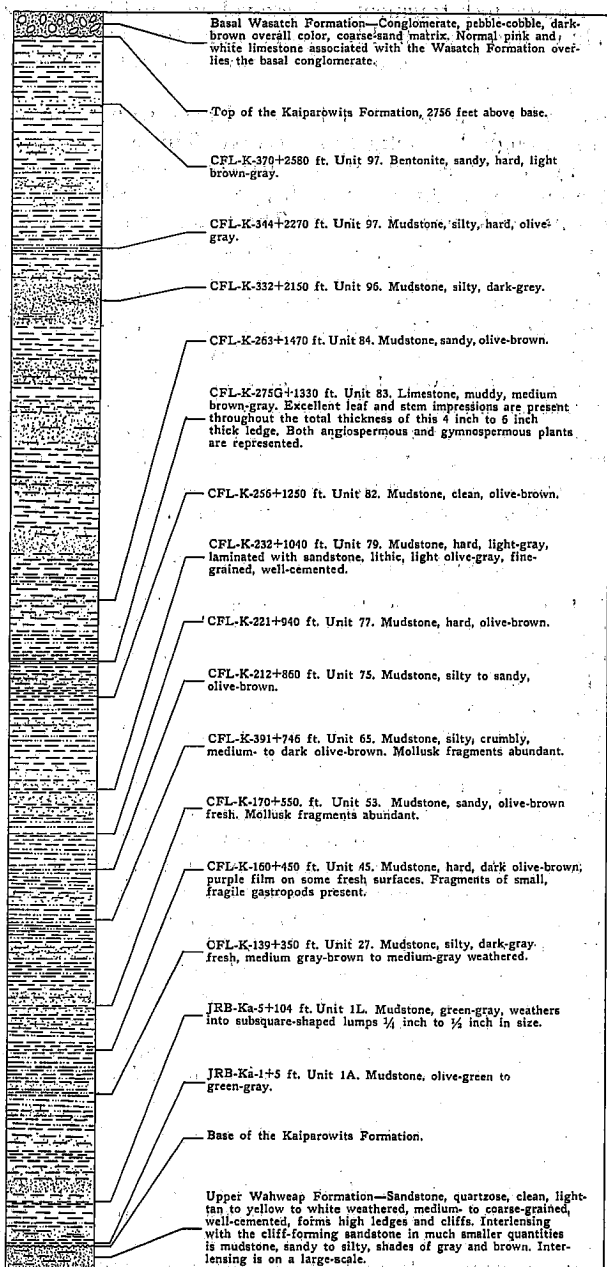 Basal Wasatch Formation—Conglomerate, pebble-cobble, dark-
brown overall color, coarse sand matrix. Normal pink and
white limestone associated with the Wasatch Formation over-
lies the basal conglomerate.
Top of the Kaiparowits Formation, 2756 feet above base.
CFL-K-370+2580 ft. Unit 97. Bentonite, sandy, hard, light
brown-gray.
CFL-K-344+2270 ft. Unit 97. Mudstone, silty, hard, olive-
gray.
CFL-K-332+2150 ft. Unit 96. Mudstone, silty, dark-grey.
CFL-K-263+1470 ft. Unit 84. Mudstone, sandy, olive-brown.
CFL-K-275G+1330 ft. Unit 83. Limestone, muddy, medium
brown-gray. Excellent leaf and stem impressions are present
throughout the total thickness of this 4 inch to 6 inch
thick ledge. Both angiospermous and gymnospermous plants
are represented.
CFL-K-256+1250 ft. Unit 82. Mudstone, clean, olive-brown.
CFL-K-232+1040 ft. Unit 79. Mudstone, hard, light-gray,
laminated with sandstone, lithic, light olive-gray, fine-
grained, well-cemented.
CFL-K-221+940 ft. Unit 77. Mudstone, hard, olive-brown.
CFL-K-212+860 ft. Unit 75. Mudstone, silty to sandy,
olive-brown.
CFL-K-391+746 ft. Unit 65. Mudstone, silty, crumbly,
medium- to dark olive-brown. Mollusk fragments abundant.
CFL-K-170+550. ft. Unit 53. Mudstone, sandy, olive-brown
fresh. Mollusk fragments abundant.
CFL-K-160+450 ft. Unit 45. Mudstone, hard, dark olive-brown;
purple film on some fresh surfaces. Fragments of small,
fragile gastropods present.
CFL-K-139+350 ft. Unit 27. Mudstone, silty, dark-gray
fresh, medium gray-brown to medium-gray weathered.
JRB-Ka-5+104 ft. Unit 1L. Mudstone, green-gray, weathers
into subsquare-shaped lumps ¼ inch to ½ inch in size.
JRB-Ka-1+5 ft. Unit 1A. Mudstone, olive-green to
green-gray.
Base of the Kaiparowits Formation.
Upper Wahweap Formation—Sandstone, quartzose, clean, light-
tan to yellow to white weathered, medium- to coarse-grained,
well-cemented, forms high ledges and cliffs. Interlensing
with the cliff-forming sandstone in much smaller quantities
is mudstone, sandy to silty, shades of gray and brown. Inter-
lensing is on a large-scale.